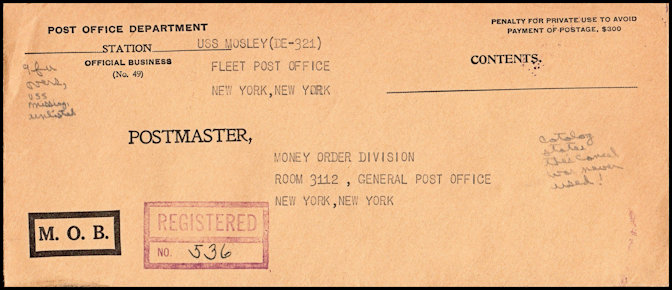 POST OFFICE DEPARTMENT
STATION USS MOSLEY(DE-321)
OFFICIAL BUSINESS
(No. 49)
FLEET POST OFFICE
NEW YORK,NEW YORK
PENALTY FOR PRIVATE USE TO AVOID
PAYMENT OF POSTAGE, $300
CONTENTS.
USS
missing,
unlisted
POSTMASTER,
MONEY ORDER DIVISION
ROOM 3112 , GENERAL POST OFFICE
NEW YORK,NEW YORK
Catalog
states
this cancel
was never
used!
M. O. B.
REGISTERED
NO. 536